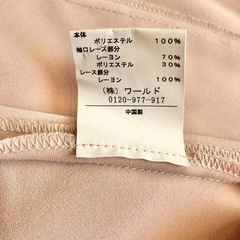 本体
ポリエステル 100%
袖口レース部分
レーヨン 70%
ポリエステル 30%
レース部分
レーヨン 100%
(株) ワールド
0120-977-917
中国製